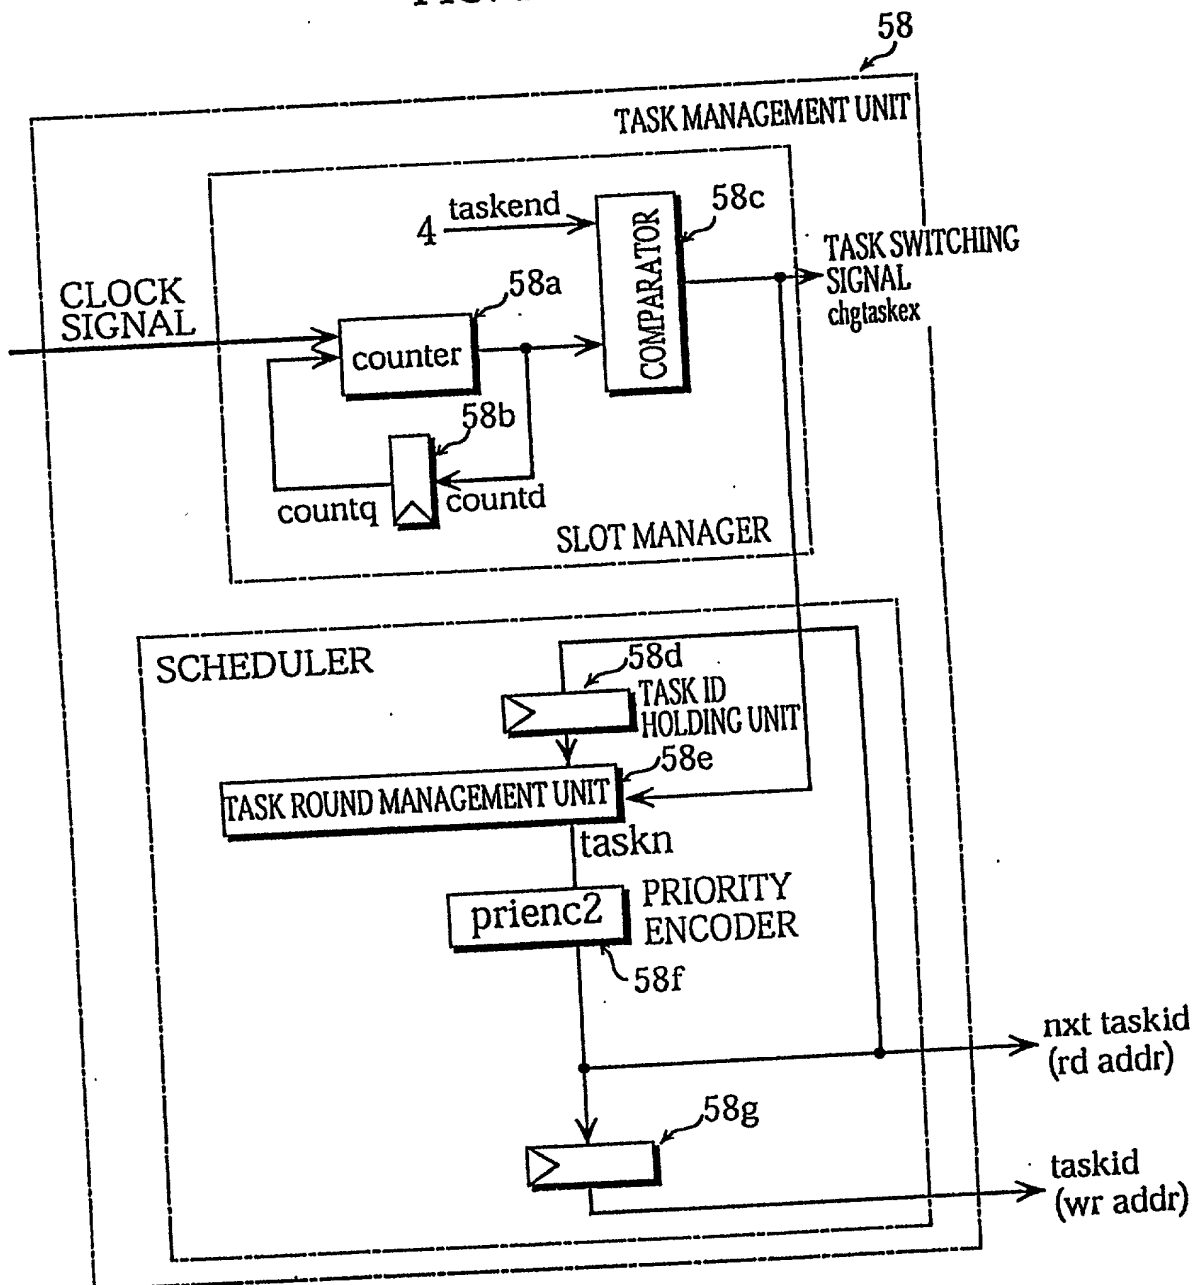 58
TASK MANAGEMENT UNIT
taskend
4
58c
COMPARATOR
TASK SWITCHING
SIGNAL
chgtaskex
CLOCK
SIGNAL
58a
counter
58b
countq
countd
SLOT MANAGER
SCHEDULER
58d
TASK ID
HOLDING UNIT
58e
TASK ROUND MANAGEMENT UNIT
taskn
prienc2
PRIORITY
ENCODER
58f
nxt taskid
(rd addr)
58g
taskid
(wr addr)